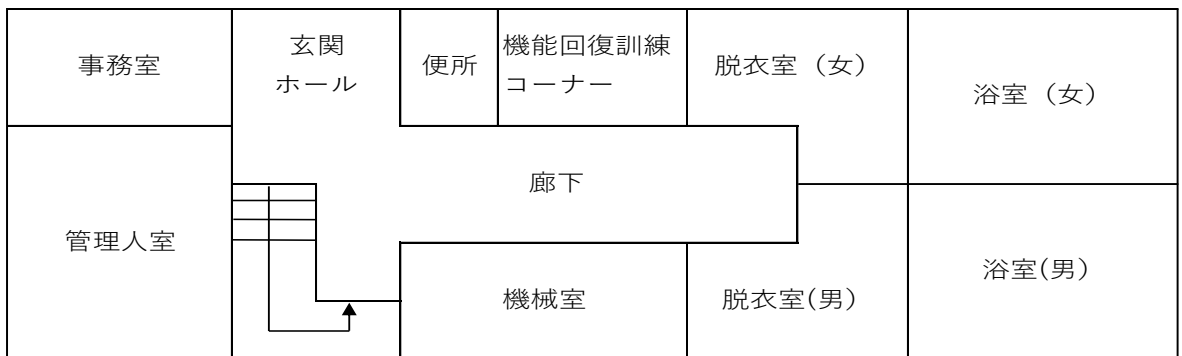 事務室
玄関
ホール
便所
機能回復訓練
コーナー
脱衣室（女）
浴室（女）
廊下
管理人室
機械室
脱衣室(男)
浴室(男)